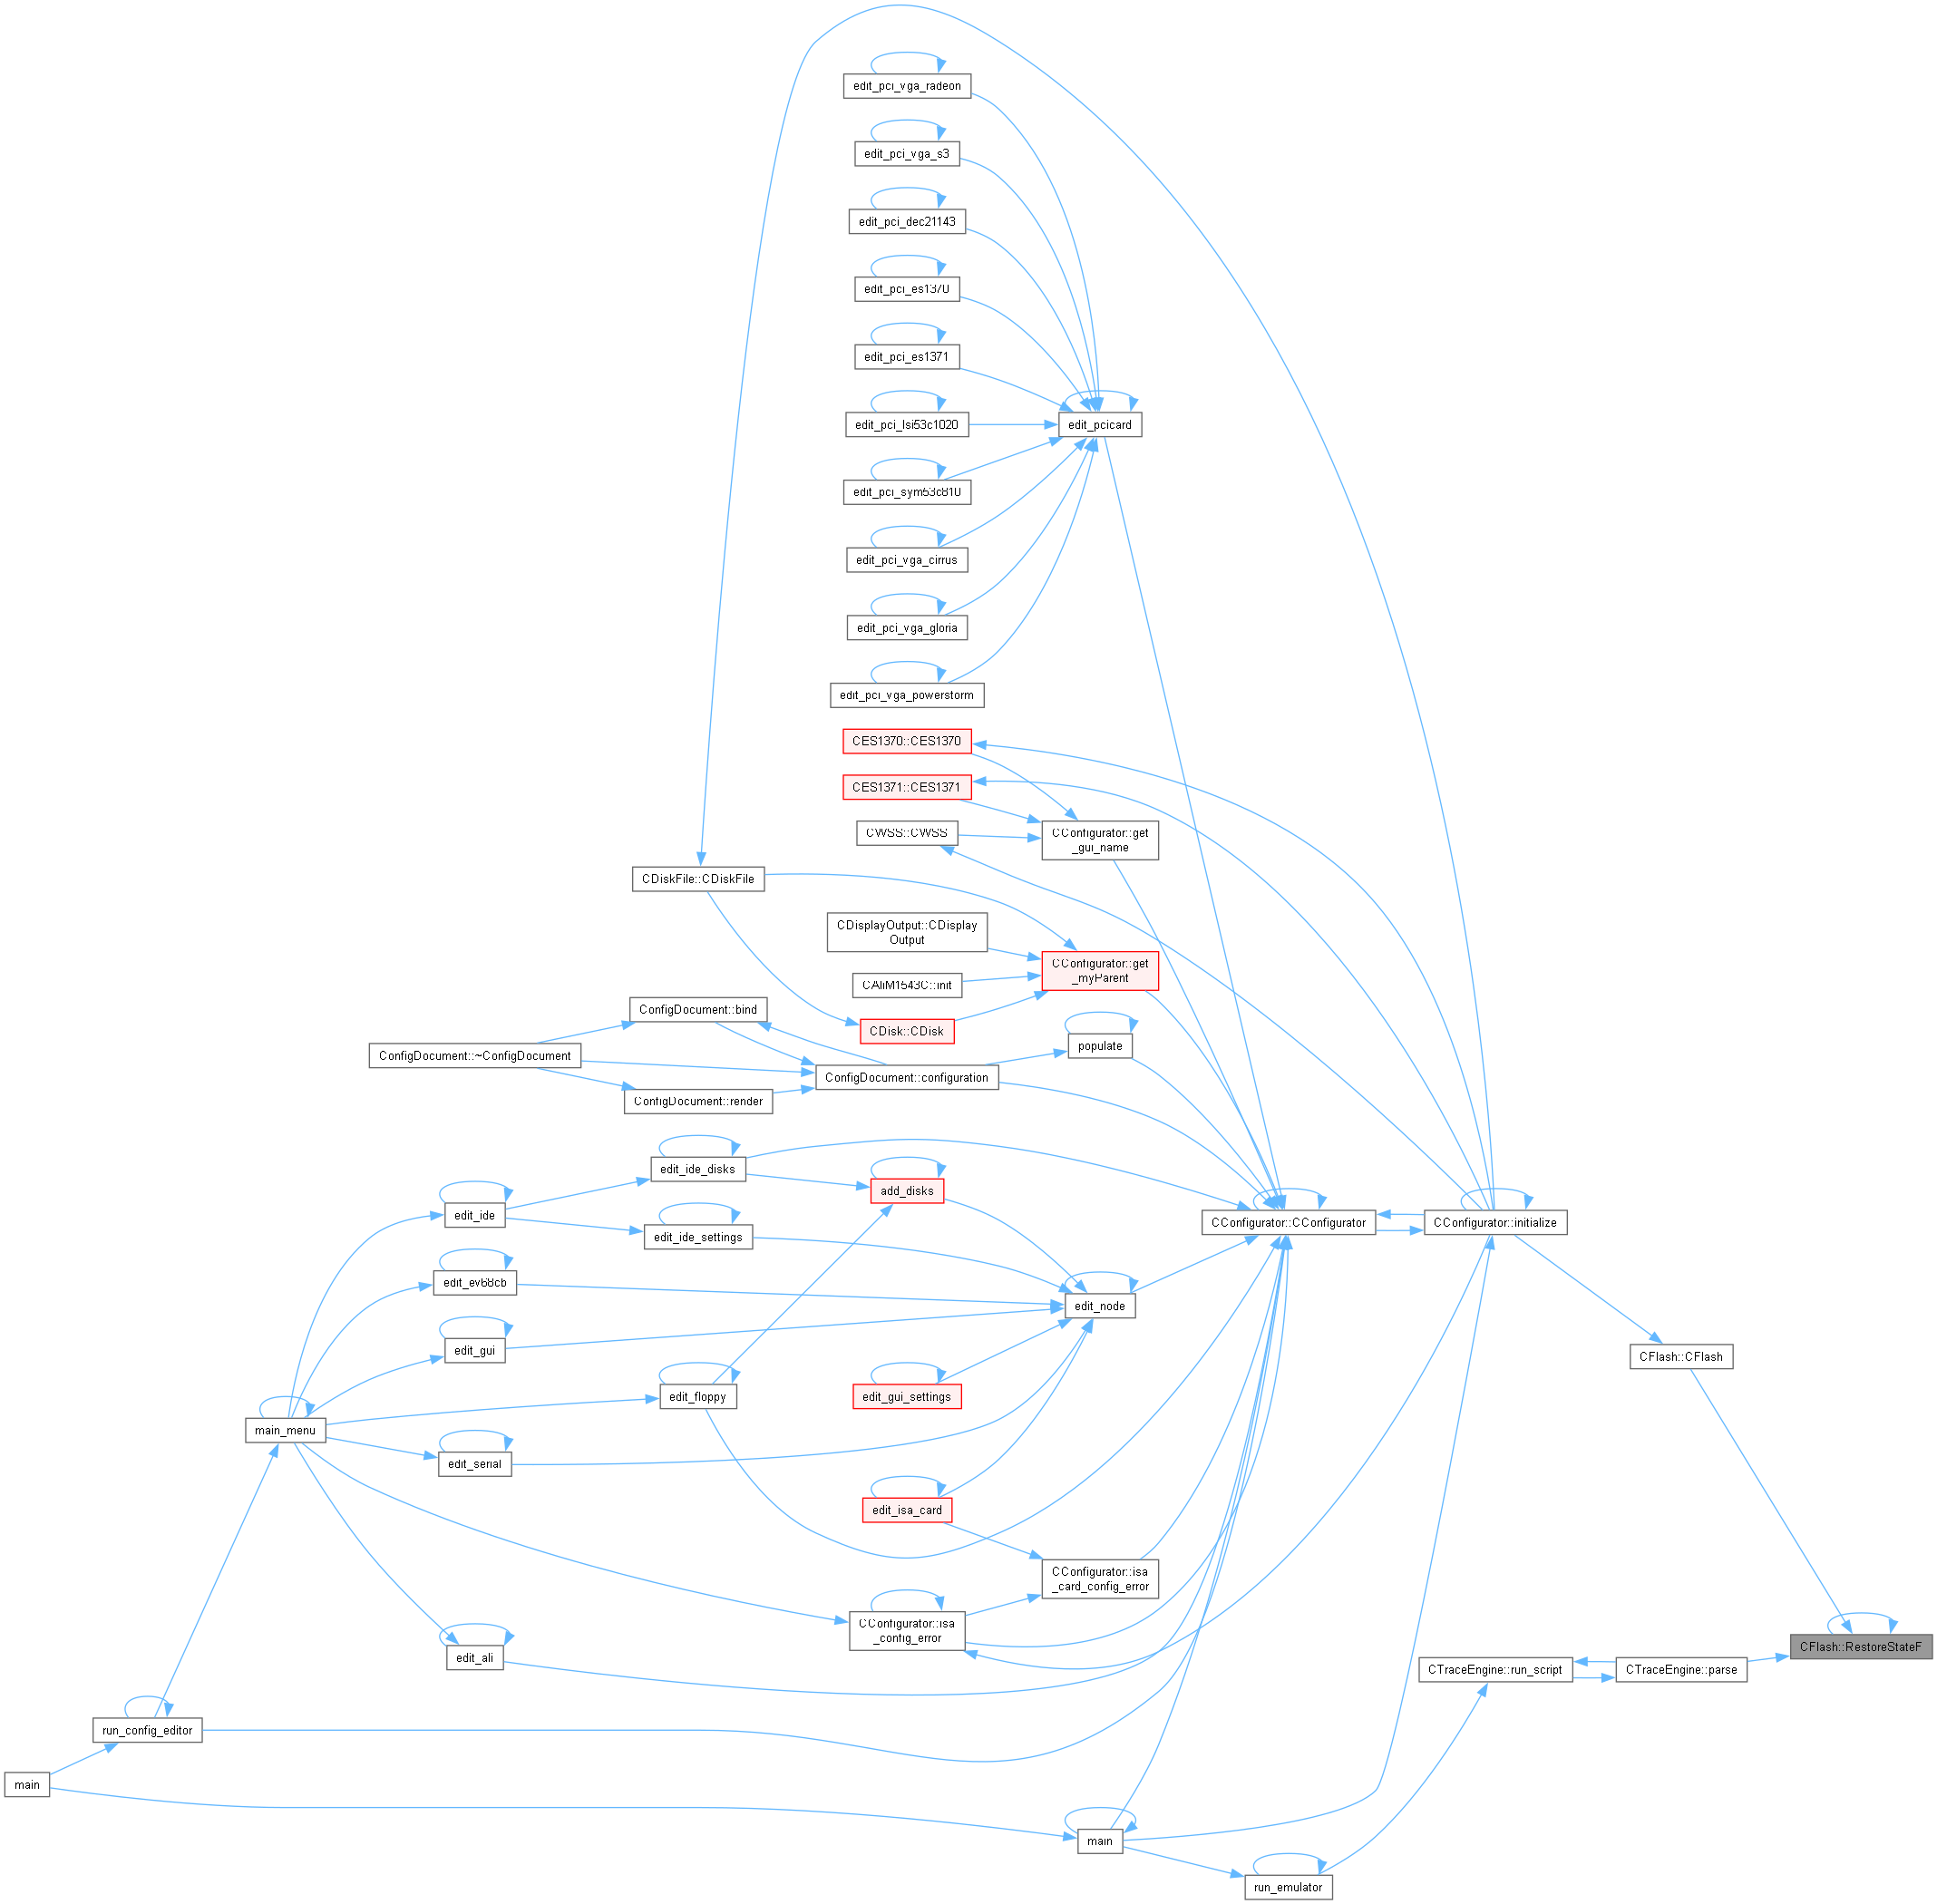 edit_pci_vga_radeon
edit_pci_vga_s3
edit_pci_dec21143
edit_pci_es1370
edit_pci_es1371
edit_pci_lsi53c1020
edit_pcicard
edit_pci_sym53c810
edit_pci_vga_cirrus
edit_pci_vga_gloria
edit_pci_vga_powerstorm
CES1370::CES1370
CES1371::CES1371
CWSS::CWSS
CConfigurator::get
_gui_name
CDiskFile::CDiskFile
CDisplayOutput::CDisplay
Output
CConfigurator::get
_myParent
CAliM1543C::init
ConfigDocument::bind
CDisk::CDisk
populate
ConfigDocument::~ConfigDocument
ConfigDocument::configuration
ConfigDocument::render
edit_ide_disks
add_disks
edit_ide
edit_ide_settings
CConfigurator::CConfigurator
CConfigurator::initialize
edit_ev68cb
edit_node
edit_gui
CFlash::CFlash
edit_floppy
edit_gui_settings
main_menu
edit_serial
edit_isa_card
CConfigurator::isa
_card_config_error
CConfigurator::isa
_config_error
CFlash::RestoreStateF
edit_ali
CTraceEngine::run_script
CTraceEngine::parse
run_config_editor
main
main
run_emulator